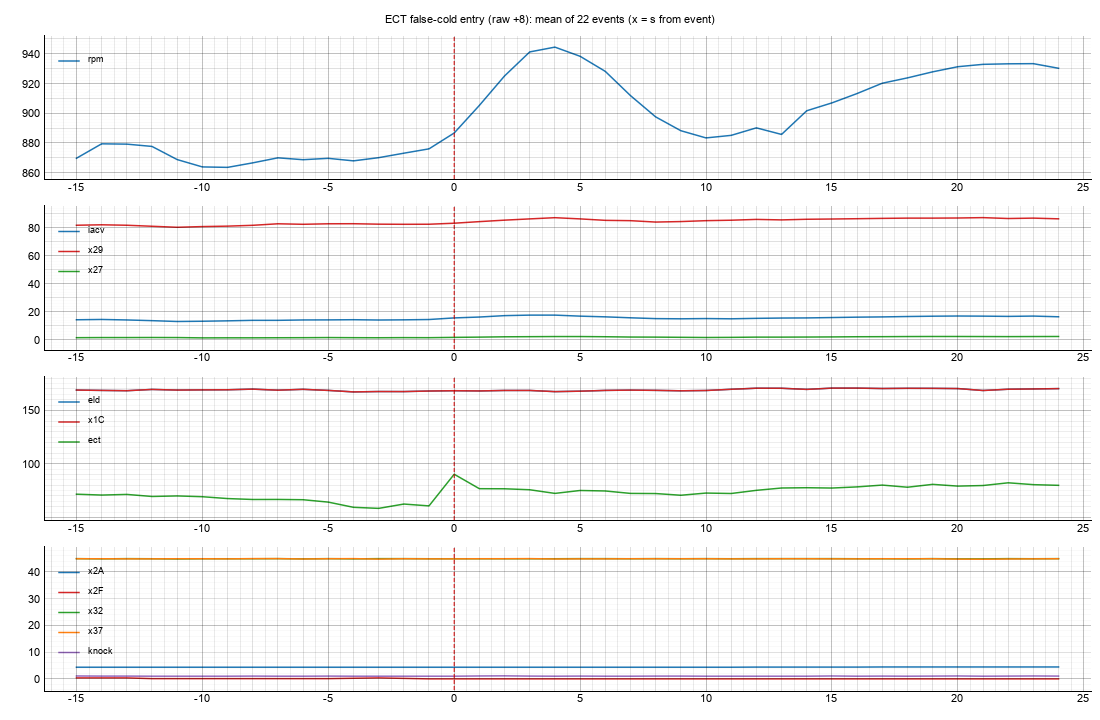 ECT false-cold entry (raw +8): mean of 22 events (x = s from event)
940
920
900
880
860
rpm
-15 -10 -5 0 5 10 15 20 25
80
60
40
20
0
iacv
x29
x27
-15 -10 -5 0 5 10 15 20 25
150
100
eld
x1C
ect
-15 -10 -5 0 5 10 15 20 25
40
30
20
10
0
x2A
x2F
x32
x37
knock
-15 -10 -5 0 5 10 15 20 25